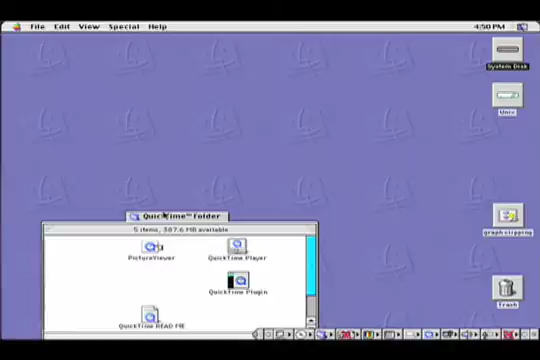 File Edit View Special Help
4:50 PM
System Disk
Unix
QuickTime™ Folder
5 items, 387.6 MB available
PictureViewer
QuickTime Player
QuickTime Plugin
QuickTime READ ME
graph clipping
Trash